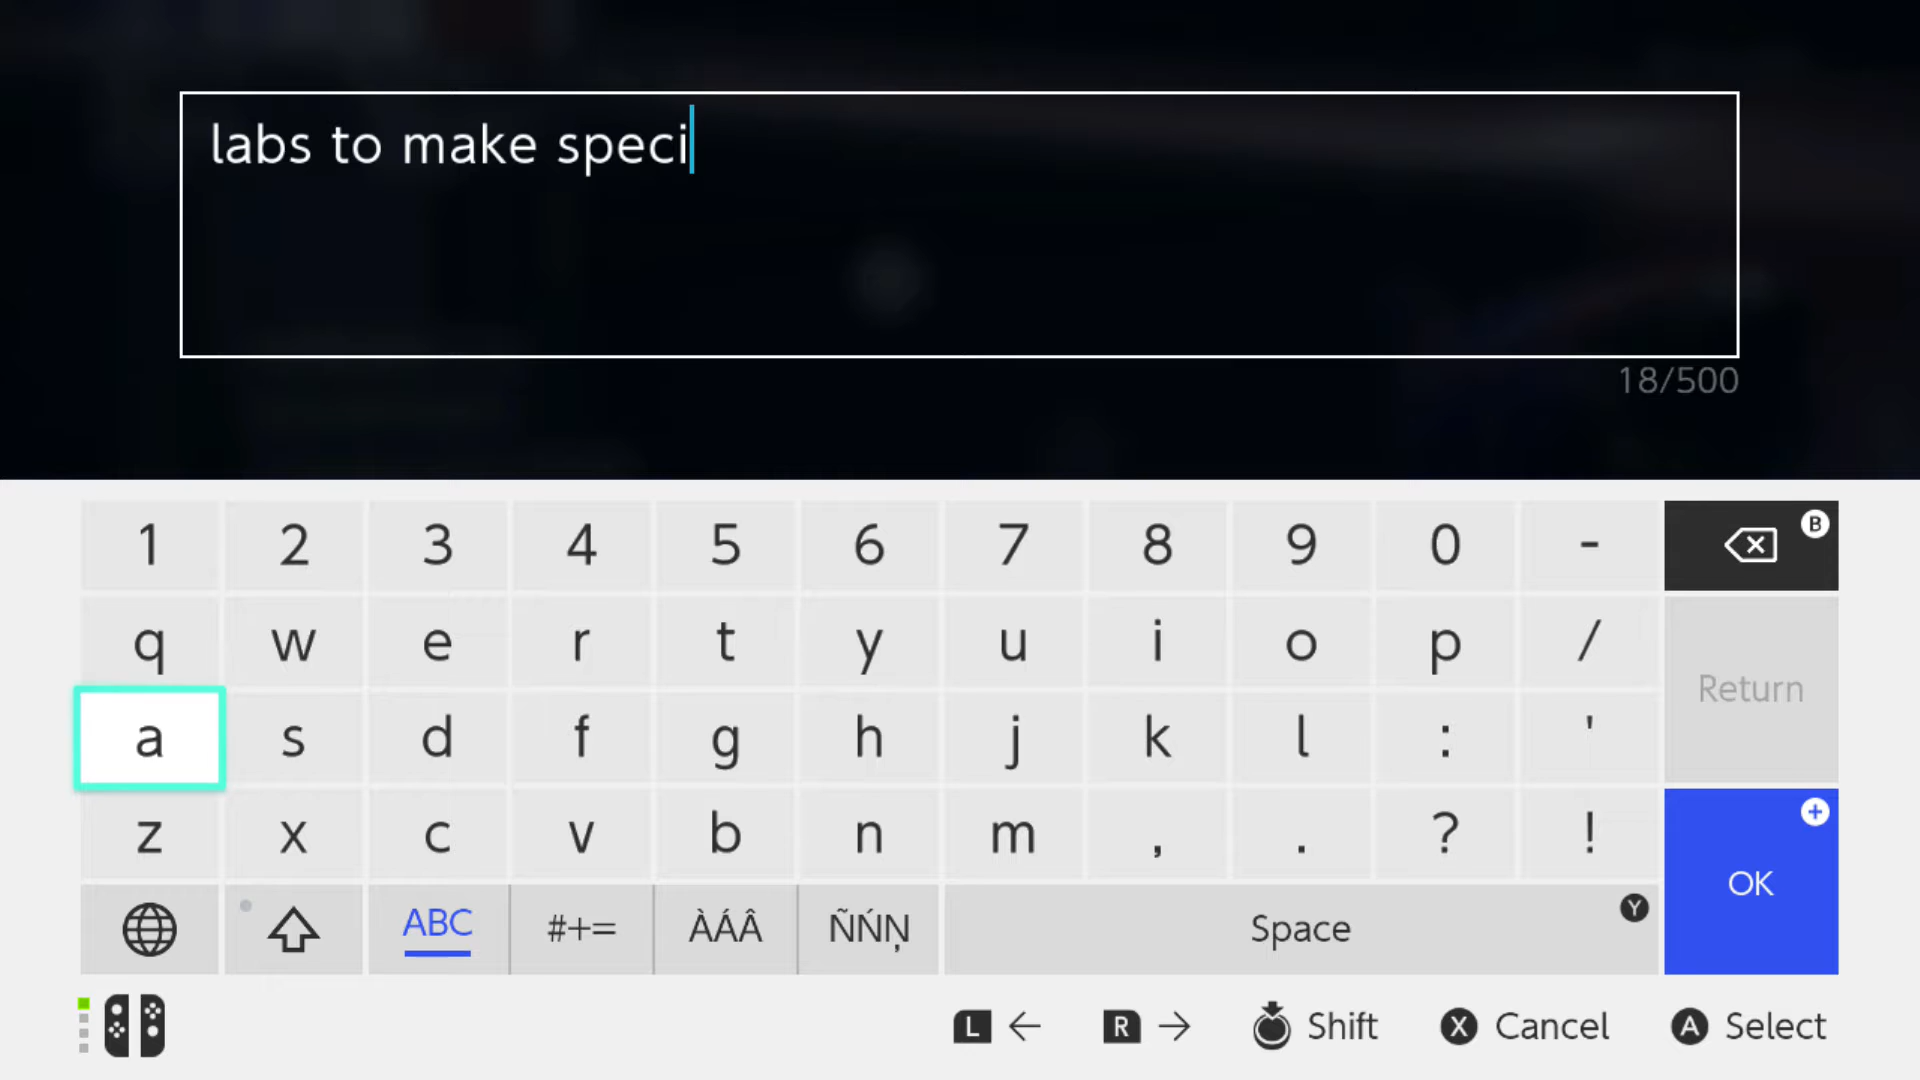 labs to make speci
18/500
1 2 3 4 5 6 7 8 9 0 - B
q w e r t y u i o p /
Return
a s d f g h j k l : '
z x c v b n m , . ? !
OK
ABC #+= ÀÁÂ ÑŃŅ Space Y
L ← R → Shift X Cancel A Select